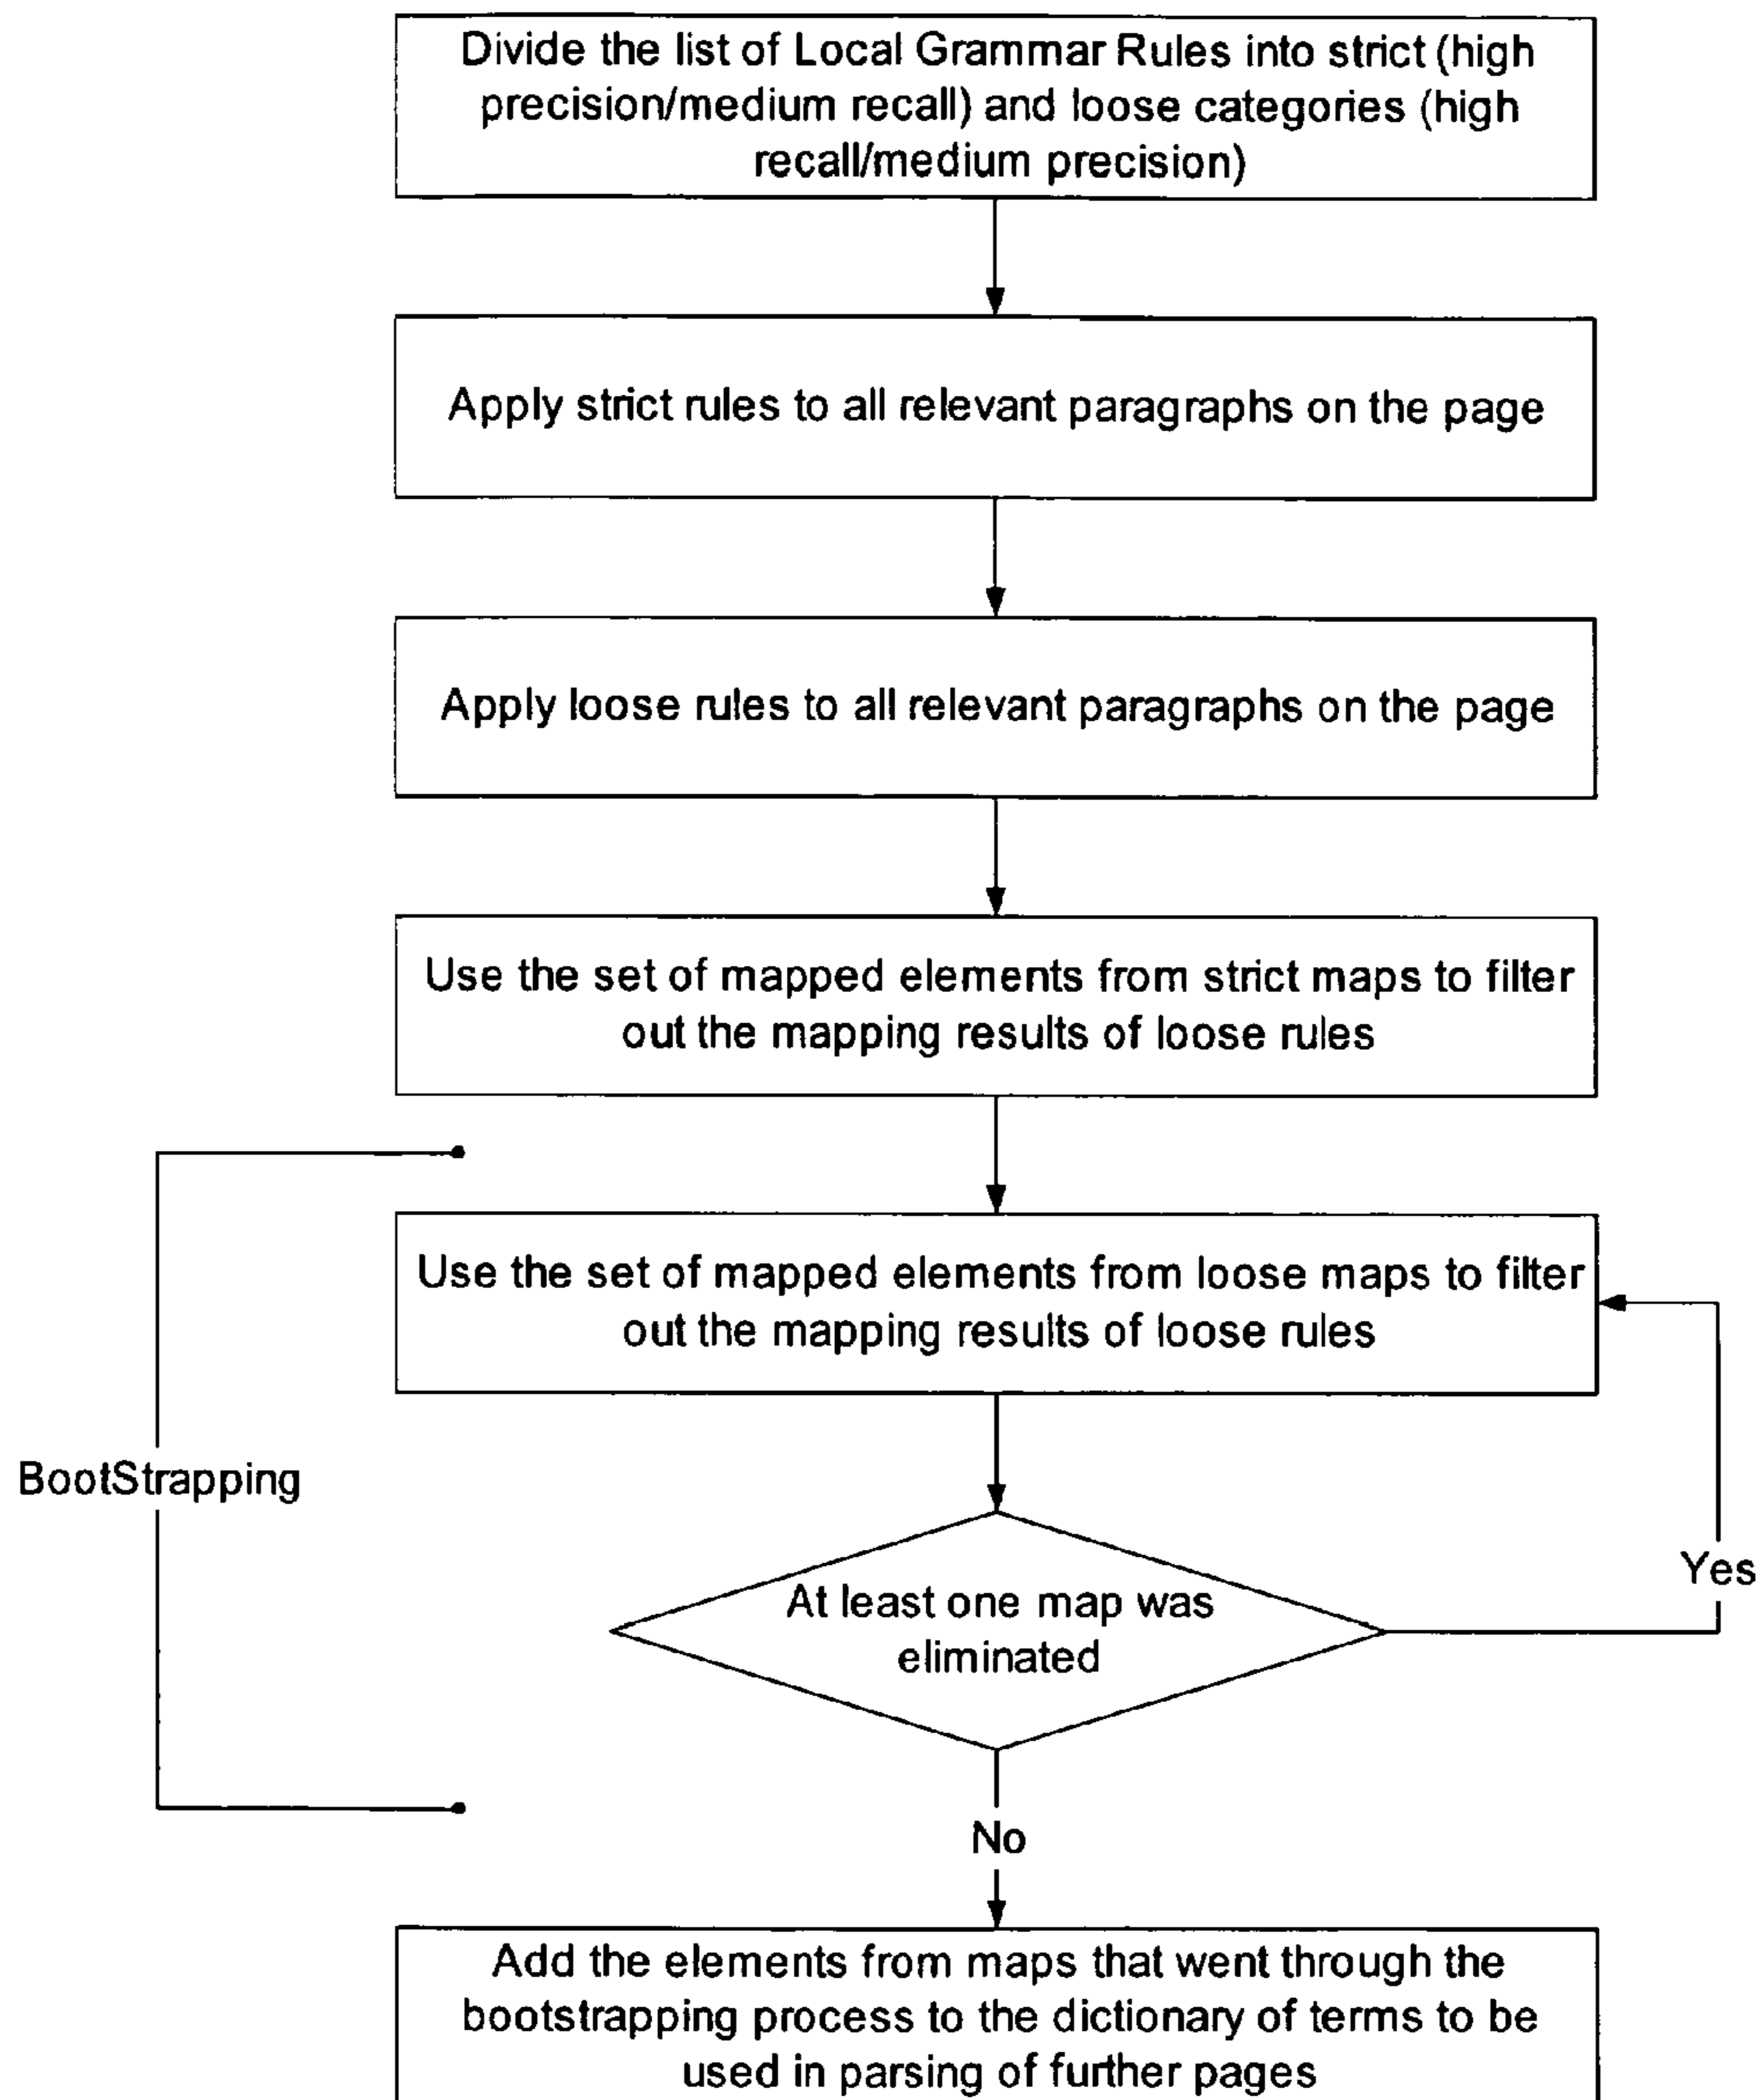 Divide the list of Local Grammar Rules into strict (high
precision/medium recall) and loose categories (high
recall/medium precision)
Apply strict rules to all relevant paragraphs on the page
Apply loose rules to all relevant paragraphs on the page
Use the set of mapped elements from strict maps to filter
out the mapping results of loose rules
Use the set of mapped elements from loose maps to filter
out the mapping results of loose rules
BootStrapping
At least one map was
eliminated
Yes
No
Add the elements from maps that went through the
bootstrapping process to the dictionary of terms to be
used in parsing of further pages